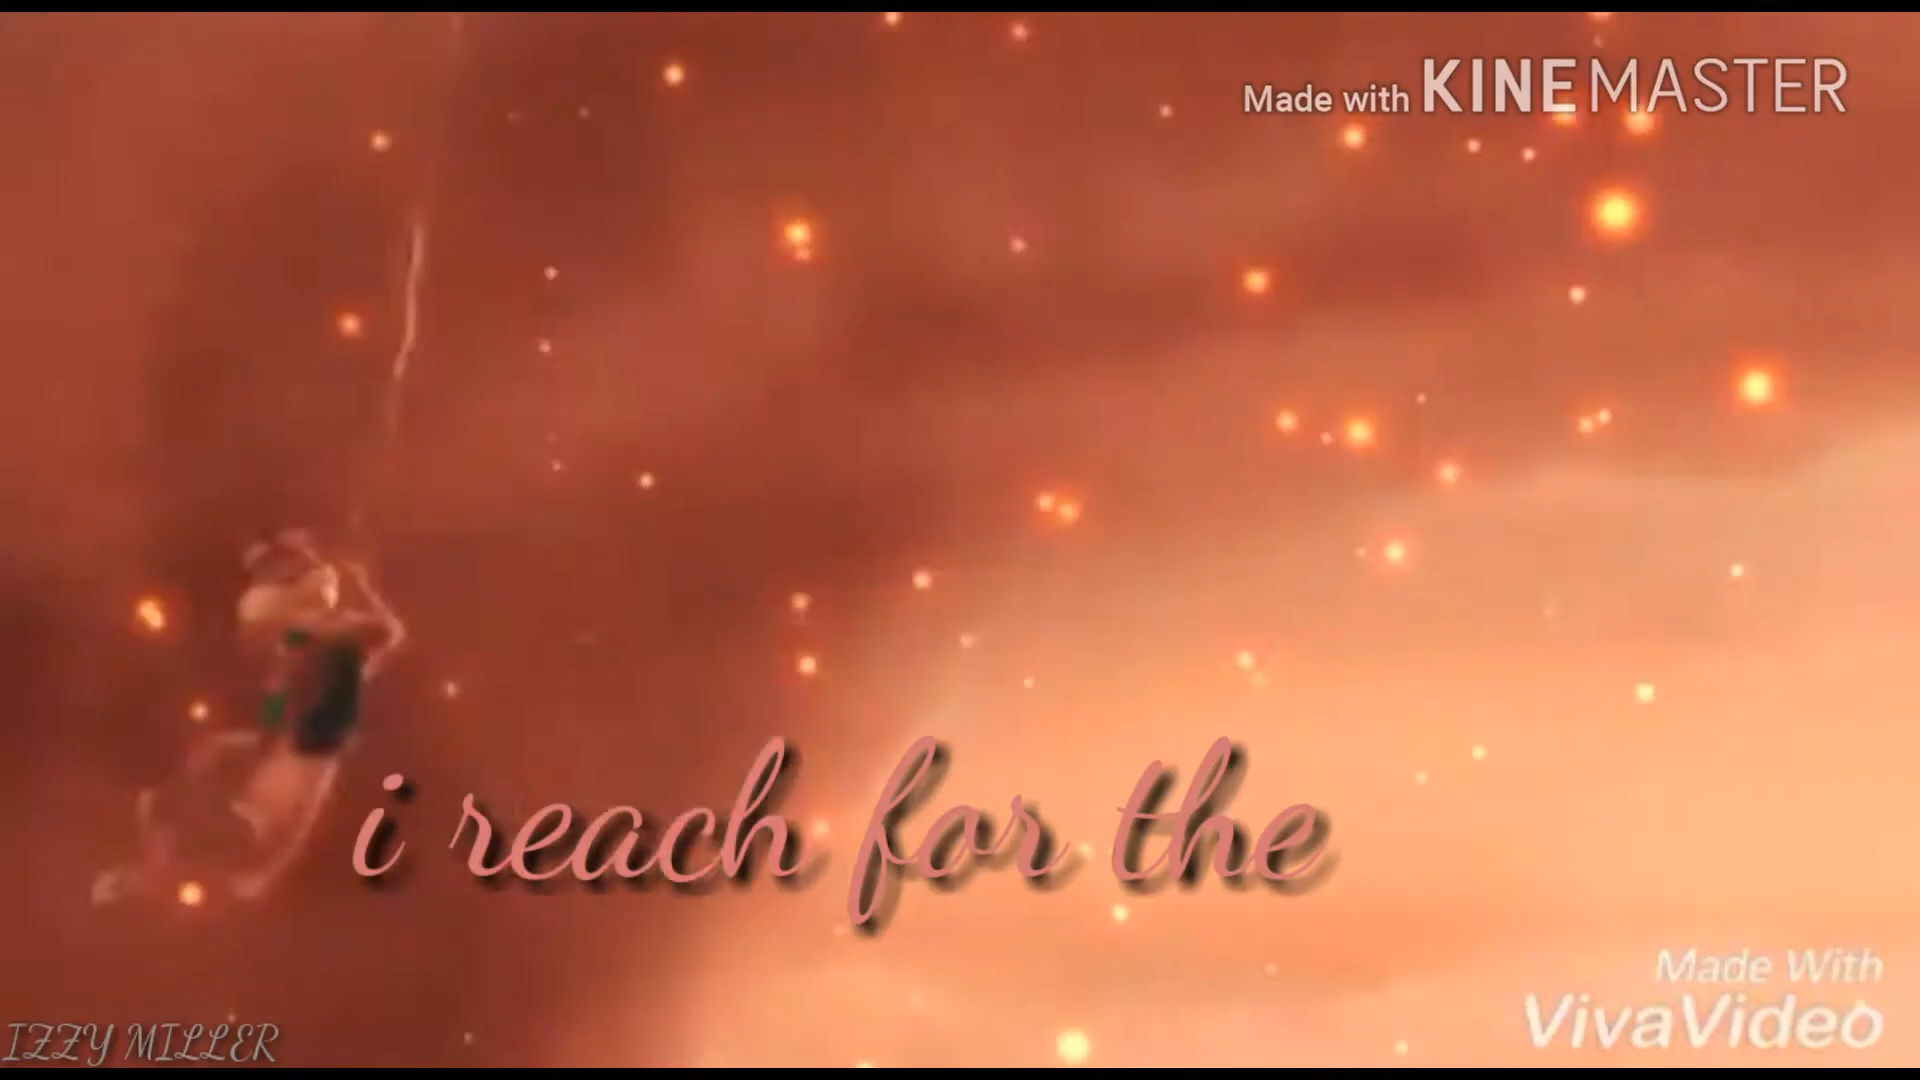 Made with KINEMASTER
i reach for the
Made With
VivaVideo
IZZY MILLER